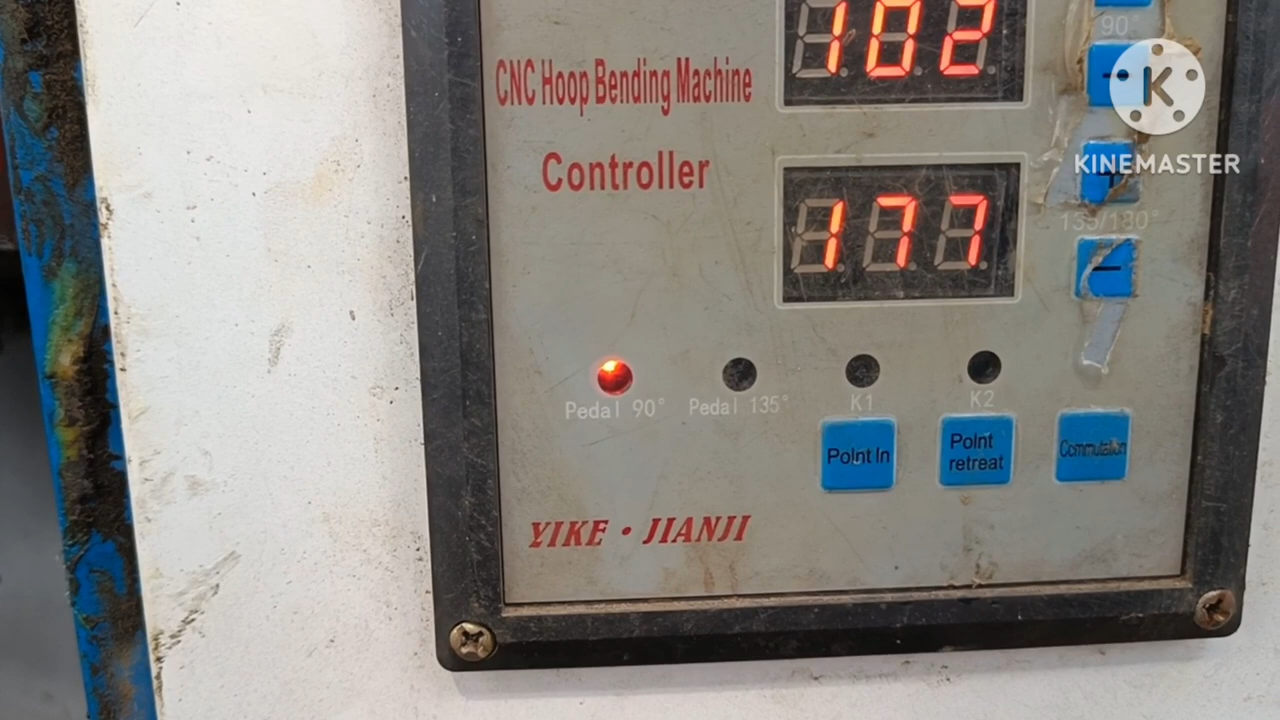 102
90°
CNC Hoop Bending Machine
K
KINEMASTER
Controller
177
135/180°
Pedal 90°
Pedal 135°
K1
K2
Point In
Point
retreat
Commutation
YIKE · JIANJI